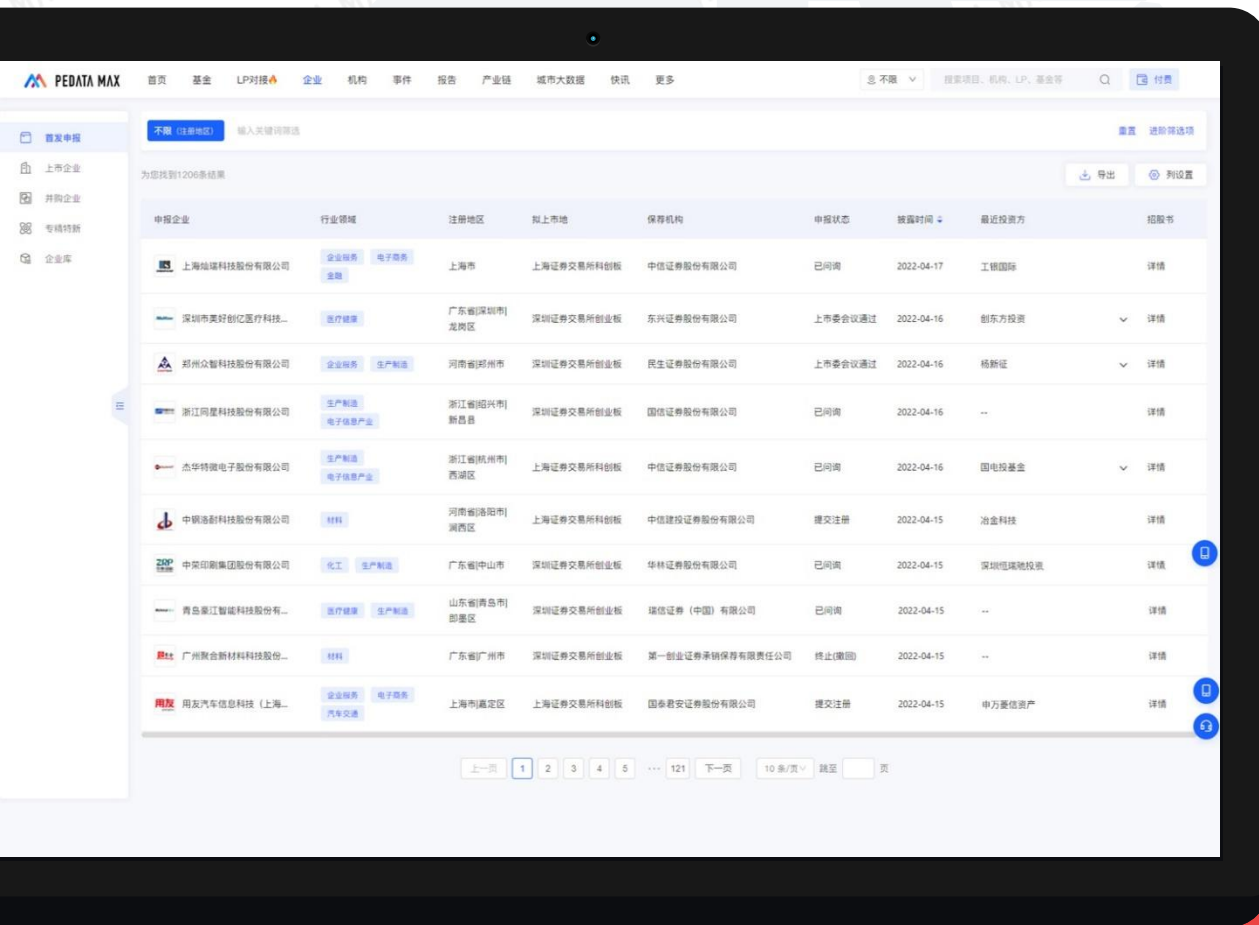 PEDATA MAX 首页 基金 LP对接 企业 机构 事件 报告 产业链 城市大数据 快讯 更多 不限 搜索项目、机构、LP、基金等 付费
首发申报
上市企业
并购企业
专精特新
企业库
不限 (注册地区) 输入关键词筛选 重置 进阶筛选项
为您找到1206条结果 导出 列设置
申报企业 行业领域 注册地区 拟上市地 保荐机构 申报状态 披露时间 最近投资方 招股书
上海灿瑞科技股份有限公司 企业服务 电子商务 金融 上海市 上海证券交易所科创板 中信证券股份有限公司 已问询 2022-04-17 工银国际 详情
深圳市美好创亿医疗科技... 医疗健康 广东省|深圳市|龙岗区 深圳证券交易所创业板 东兴证券股份有限公司 上市委会议通过 2022-04-16 创东方投资 详情
郑州众智科技股份有限公司 企业服务 生产制造 河南省|郑州市 深圳证券交易所创业板 民生证券股份有限公司 上市委会议通过 2022-04-16 杨新征 详情
浙江同星科技股份有限公司 生产制造 电子信息产业 浙江省|绍兴市|新昌县 深圳证券交易所创业板 国信证券股份有限公司 已问询 2022-04-16 -- 详情
杰华特微电子股份有限公司 生产制造 电子信息产业 浙江省|杭州市|西湖区 上海证券交易所科创板 中信证券股份有限公司 已问询 2022-04-16 国电投基金 详情
中钢洛耐科技股份有限公司 材料 河南省|洛阳市|涧西区 上海证券交易所科创板 中信建投证券股份有限公司 提交注册 2022-04-15 冶金科技 详情
ZRP 中荣印刷集团股份有限公司 化工 生产制造 广东省|中山市 深圳证券交易所创业板 华林证券股份有限公司 已问询 2022-04-15 深圳恒瑞驰投资 详情
青岛豪江智能科技股份有... 医疗健康 生产制造 山东省|青岛市|即墨区 深圳证券交易所创业板 瑞信证券（中国）有限公司 已问询 2022-04-15 -- 详情
广州聚合新材料科技股份... 材料 广东省|广州市 深圳证券交易所创业板 第一创业证券承销保荐有限责任公司 终止(撤回) 2022-04-15 -- 详情
用友 用友汽车信息科技（上海... 企业服务 电子商务 汽车交通 上海市|嘉定区 上海证券交易所科创板 国泰君安证券股份有限公司 提交注册 2022-04-15 申万菱信资产 详情
上一页 1 2 3 4 5 ··· 121 下一页 10 条/页 跳至 页